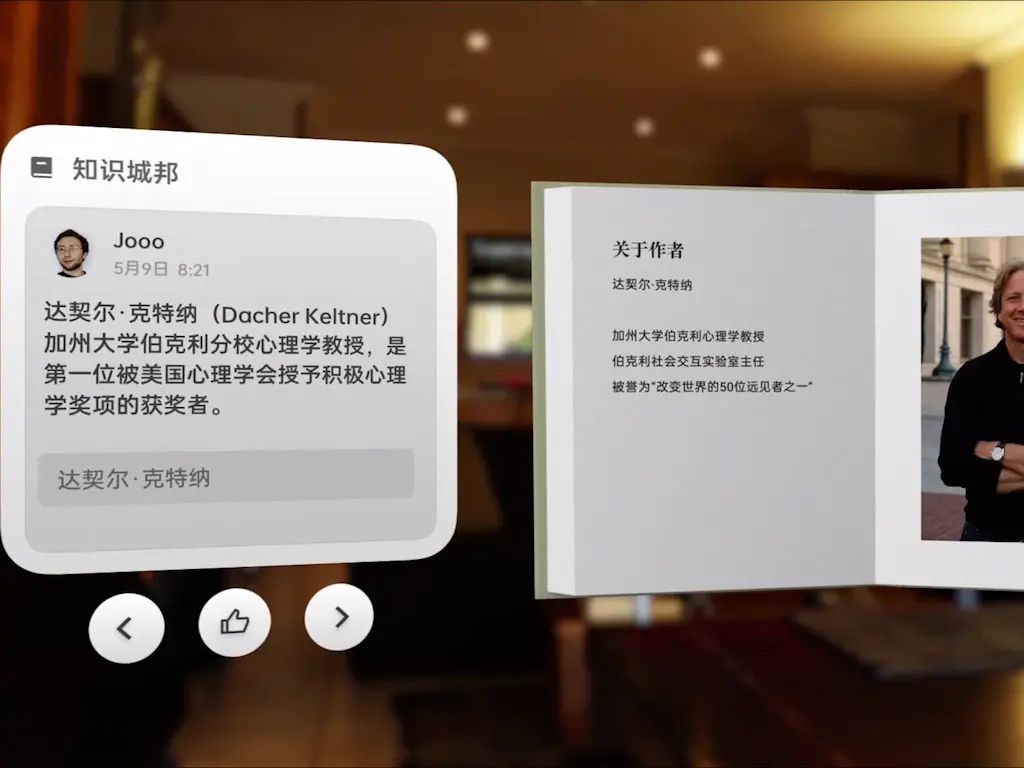 知识城邦
Jooo
5月9日 8:21
达契尔·克特纳（Dacher Keltner）
加州大学伯克利分校心理学教授，是
第一位被美国心理学会授予积极心理
学奖项的获奖者。
达契尔·克特纳
关于作者
达契尔·克特纳
加州大学伯克利心理学教授
伯克利社会交互实验室主任
被誉为“改变世界的50位远见者之一”